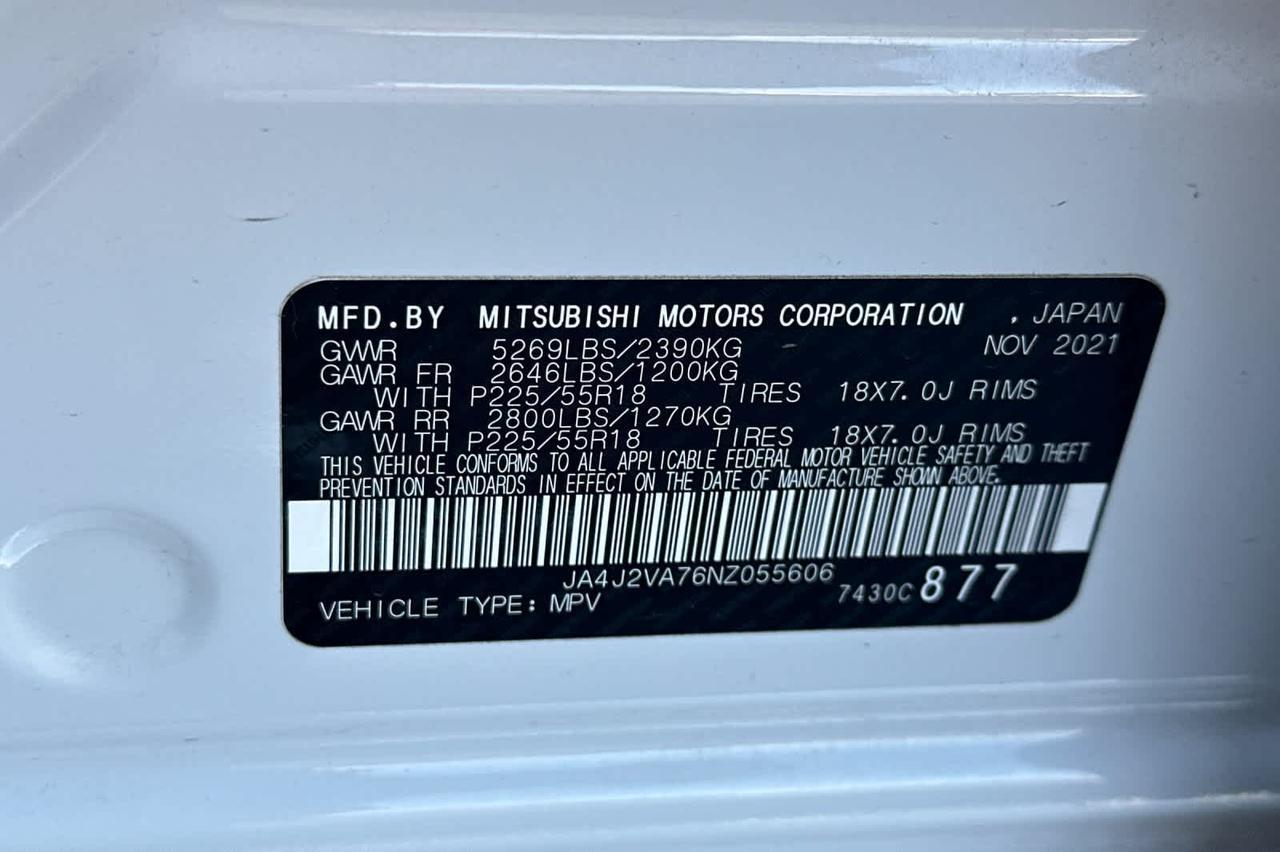 MFD.BY MITSUBISHI MOTORS CORPORATION , JAPAN
GVWR 5269LBS/2390KG NOV 2021
GAWR FR 2646LBS/1200KG
WITH P225/55R18 TIRES 18X7.0J RIMS
GAWR RR 2800LBS/1270KG
WITH P225/55R18 TIRES 18X7.0J RIMS
THIS VEHICLE CONFORMS TO ALL APPLICABLE FEDERAL MOTOR VEHICLE SAFETY AND THEFT
PREVENTION STANDARDS IN EFFECT ON THE DATE OF MANUFACTURE SHOWN ABOVE.
JA4J2VA76NZ055606
VEHICLE TYPE: MPV 7430C 877